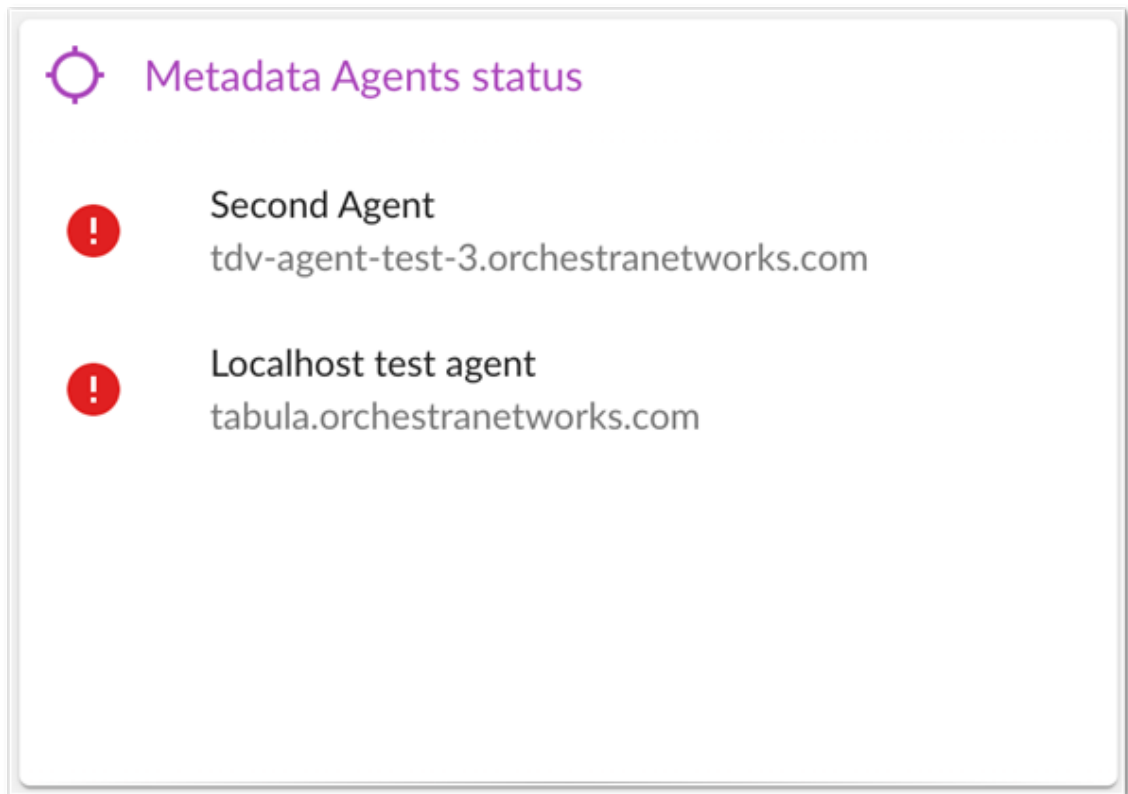 Metadata Agents status
Second Agent
tdv-agent-test-3.orchestranetworks.com
Localhost test agent
tabula.orchestranetworks.com